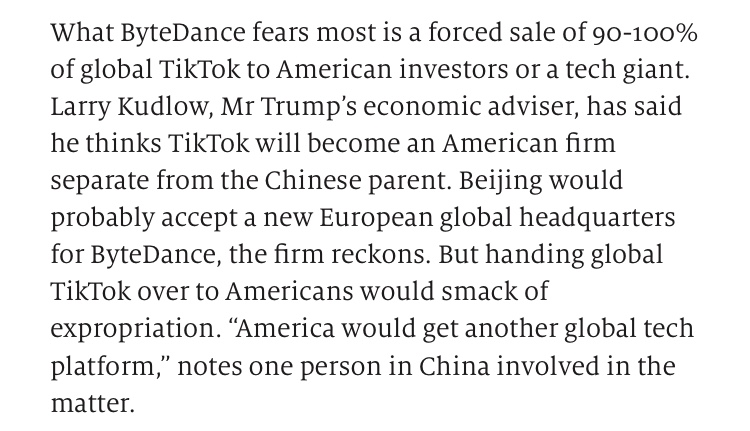 What ByteDance fears most is a forced sale of 90-100%
of global TikTok to American investors or a tech giant.
Larry Kudlow, Mr Trump’s economic adviser, has said
he thinks TikTok will become an American firm
separate from the Chinese parent. Beijing would
probably accept a new European global headquarters
for ByteDance, the firm reckons. But handing global
TikTok over to Americans would smack of
expropriation. “America would get another global tech
platform,” notes one person in China involved in the
matter.